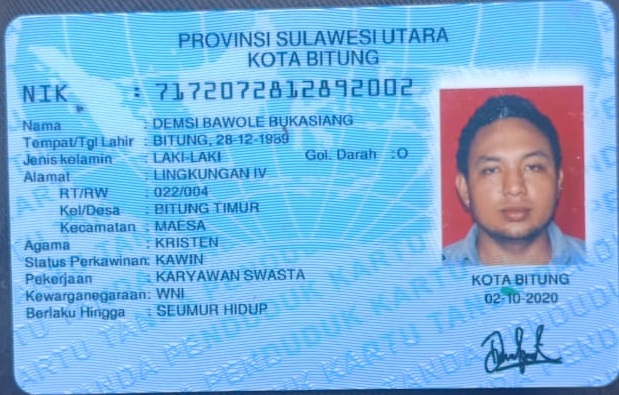 PROVINSI SULAWESI UTARA
KOTA BITUNG
NIK : 7172072812892002
Nama : DEMSI BAWOLE BUKASIANG
Tempat/Tgl Lahir : BITUNG, 28-12-1989
Jenis kelamin : LAKI-LAKI Gol. Darah :O
Alamat : LINGKUNGAN IV
RT/RW : 022/004
Kel/Desa : BITUNG TIMUR
Kecamatan : MAESA
Agama : KRISTEN
Status Perkawinan: KAWIN
Pekerjaan : KARYAWAN SWASTA
Kewarganegaraan: WNI
Berlaku Hingga : SEUMUR HIDUP
KOTA BITUNG
02-10-2020
KARTU TANDA PENDUDUK